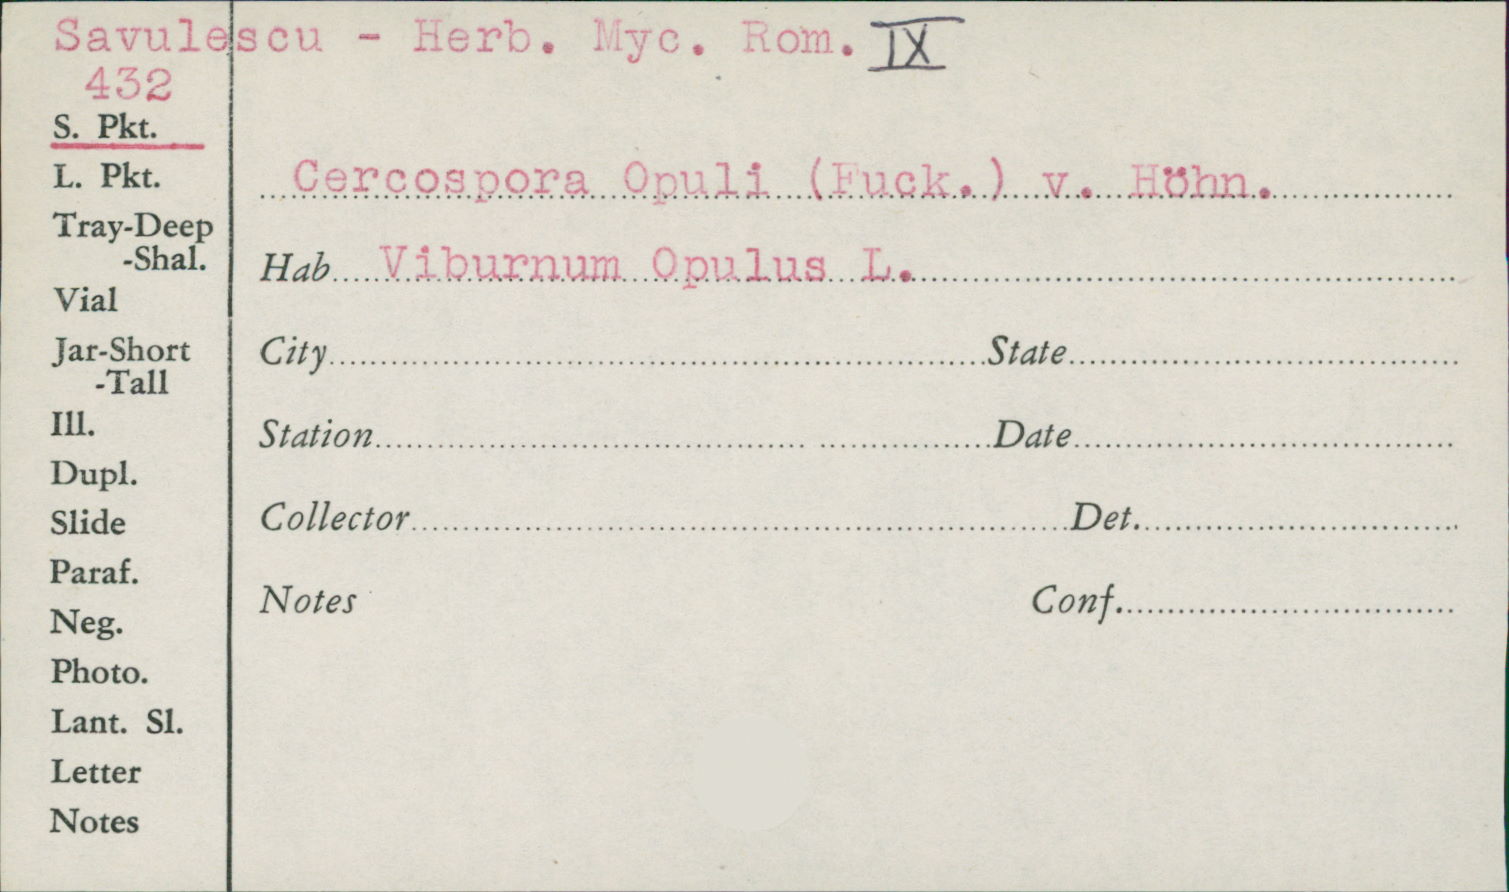 Savulescu - Herb. Myc. Rom. IX
432
S. Pkt.
L. Pkt.
Tray-Deep
-Shal.
Vial
Jar-Short
-Tall
Ill.
Dupl.
Slide
Paraf.
Neg.
Photo.
Lant. Sl.
Letter
Notes
Cercospora Opuli (Fuck.) v. Höhn.
Hab Viburnum Opulus L.
City State
Station Date
Collector Det.
Notes Conf.